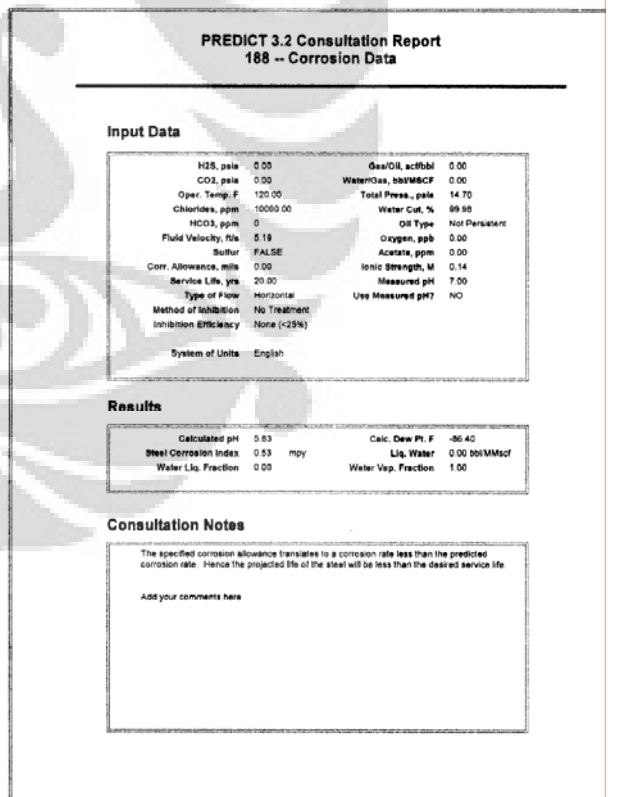 PREDICT 3.2 Consultation Report
188 -- Corrosion Data
Input Data
H2S, psia 0.00 Gas/Oil, scf/bbl 0.00
CO2, psia 0.00 Water/Gas, bbl/MSCF 0.00
Oper. Temp. F 120.00 Total Press., psia 14.70
Chlorides, ppm 10000.00 Water Cut, % 99.98
HCO3, ppm 0 Oil Type Not Persistent
Fluid Velocity, ft/s 5.19 Oxygen, ppb 0.00
Sulfur FALSE Acetate, ppm 0.00
Corr. Allowance, mils 0.00 Ionic Strength, M 0.14
Service Life, yrs 20.00 Measured pH 7.00
Type of Flow Horizontal Use Measured pH? NO
Method of Inhibition No Treatment
Inhibition Efficiency None (<25%)
System of Units English
Results
Calculated pH 5.83 Calc. Dew Pt. F -86.40
Steel Corrosion Index 0.53 mpy Liq. Water 0.00 bbl/MMscf
Water Liq. Fraction 0.00 Water Vap. Fraction 1.00
Consultation Notes
The specified corrosion allowance translates to a corrosion rate less than the predicted
corrosion rate. Hence the projected life of the steel will be less than the desired service life.
Add your comments here